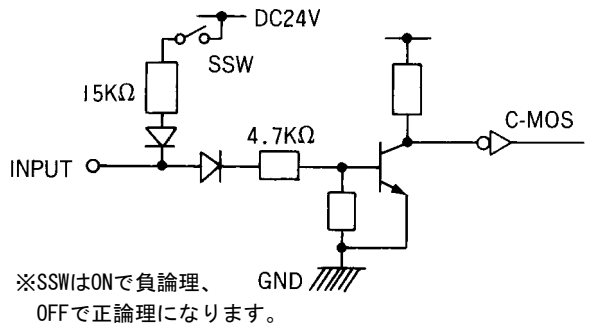 DC24V
SSW
15KΩ
4.7KΩ
C-MOS
INPUT
GND
※SSWはONで負論理、
OFFで正論理になります。